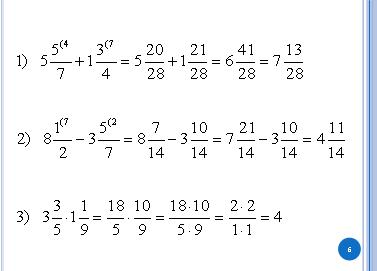 1) 5 5^(4/7 + 1 3^(7/4 = 5 20/28 + 1 21/28 = 6 41/28 = 7 13/28
2) 8 1^(7/2 − 3 5^(2/7 = 8 7/14 − 3 10/14 = 7 21/14 − 3 10/14 = 4 11/14
3) 3 3/5 · 1 1/9 = 18/5 · 10/9 = 18·10/5·9 = 2·2/1·1 = 4
6